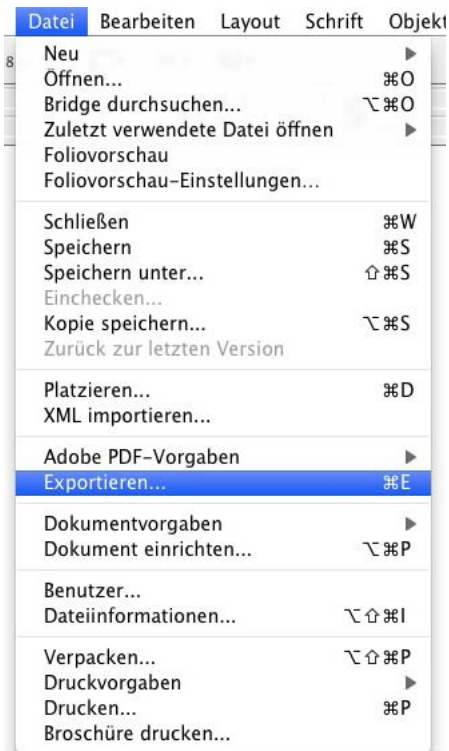 Datei Bearbeiten Layout Schrift Objekt
8
Neu ▶
Öffnen... ⌘O
Bridge durchsuchen... ⌥⌘O
Zuletzt verwendete Datei öffnen ▶
Foliovorschau
Foliovorschau-Einstellungen...
Schließen ⌘W
Speichern ⌘S
Speichern unter... ⇧⌘S
Einchecken...
Kopie speichern... ⌥⌘S
Zurück zur letzten Version
Platzieren... ⌘D
XML importieren...
Adobe PDF-Vorgaben ▶
Exportieren... ⌘E
Dokumentvorgaben ▶
Dokument einrichten... ⌥⌘P
Benutzer...
Dateiinformationen... ⌥⇧⌘I
Verpacken... ⌥⇧⌘P
Druckvorgaben ▶
Drucken... ⌘P
Broschüre drucken...